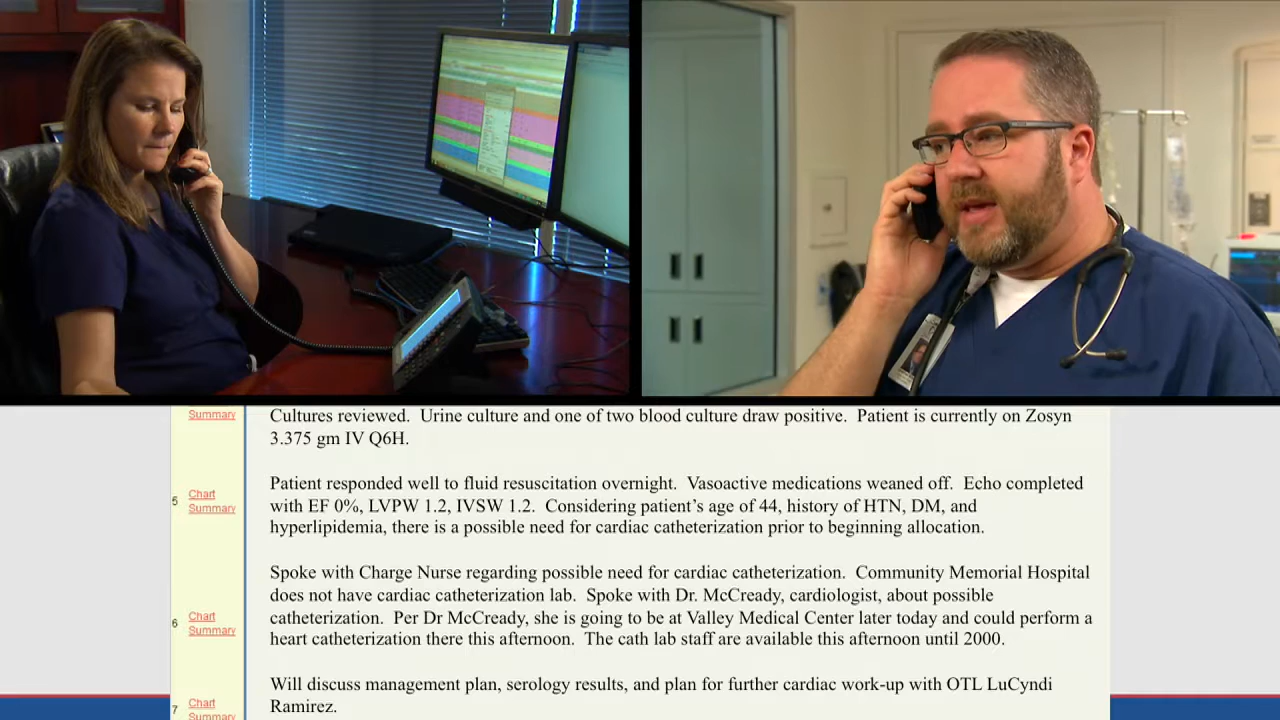 Summary
Cultures reviewed.  Urine culture and one of two blood culture draw positive.  Patient is currently on Zosyn
3.375 gm IV Q6H.
5
Chart
Summary
Patient responded well to fluid resuscitation overnight.  Vasoactive medications weaned off.  Echo completed
with EF 0%, LVPW 1.2, IVSW 1.2.  Considering patient’s age of 44, history of HTN, DM, and
hyperlipidemia, there is a possible need for cardiac catheterization prior to beginning allocation.
6
Chart
Summary
Spoke with Charge Nurse regarding possible need for cardiac catheterization.  Community Memorial Hospital
does not have cardiac catheterization lab.  Spoke with Dr. McCready, cardiologist, about possible
catheterization.  Per Dr McCready, she is going to be at Valley Medical Center later today and could perform a
heart catheterization there this afternoon.  The cath lab staff are available this afternoon until 2000.
7
Chart
Summary
Will discuss management plan, serology results, and plan for further cardiac work-up with OTL LuCyndi
Ramirez.